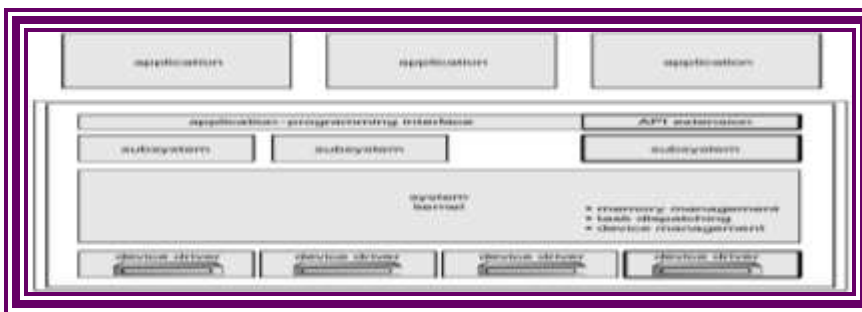 application application application
application-programming interface API extension
subsystem subsystem subsystem
system
kernel
• memory management
• task dispatching
• device management
device driver device driver device driver device driver